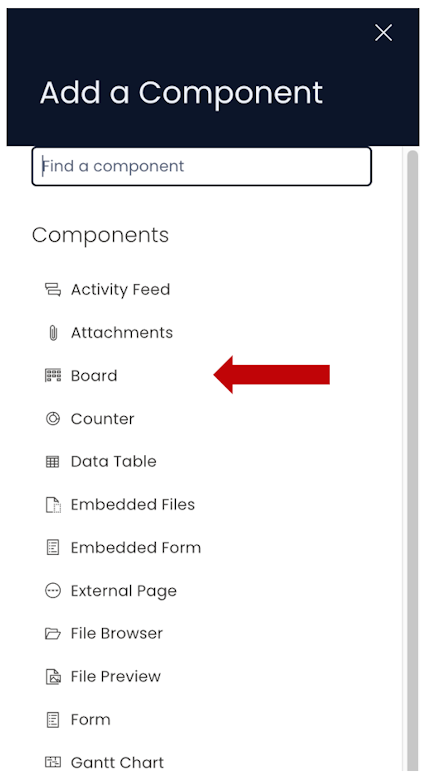 Add a Component
Find a component
Components
Activity Feed
Attachments
Board
Counter
Data Table
Embedded Files
Embedded Form
External Page
File Browser
File Preview
Form
Gantt Chart